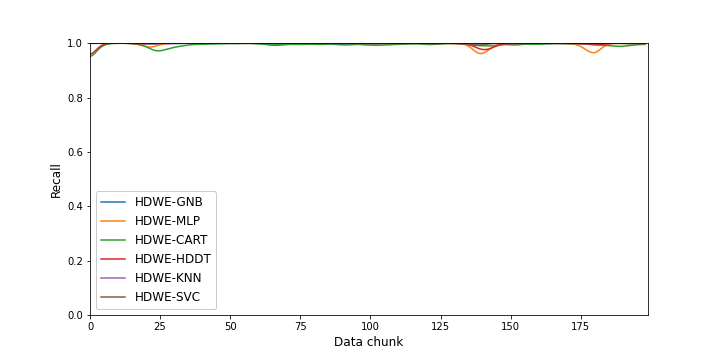 1.0
0.8
0.6
0.4
0.2
0.0
Recall
HDWE-GNB
HDWE-MLP
HDWE-CART
HDWE-HDDT
HDWE-KNN
HDWE-SVC
0 25 50 75 100 125 150 175
Data chunk